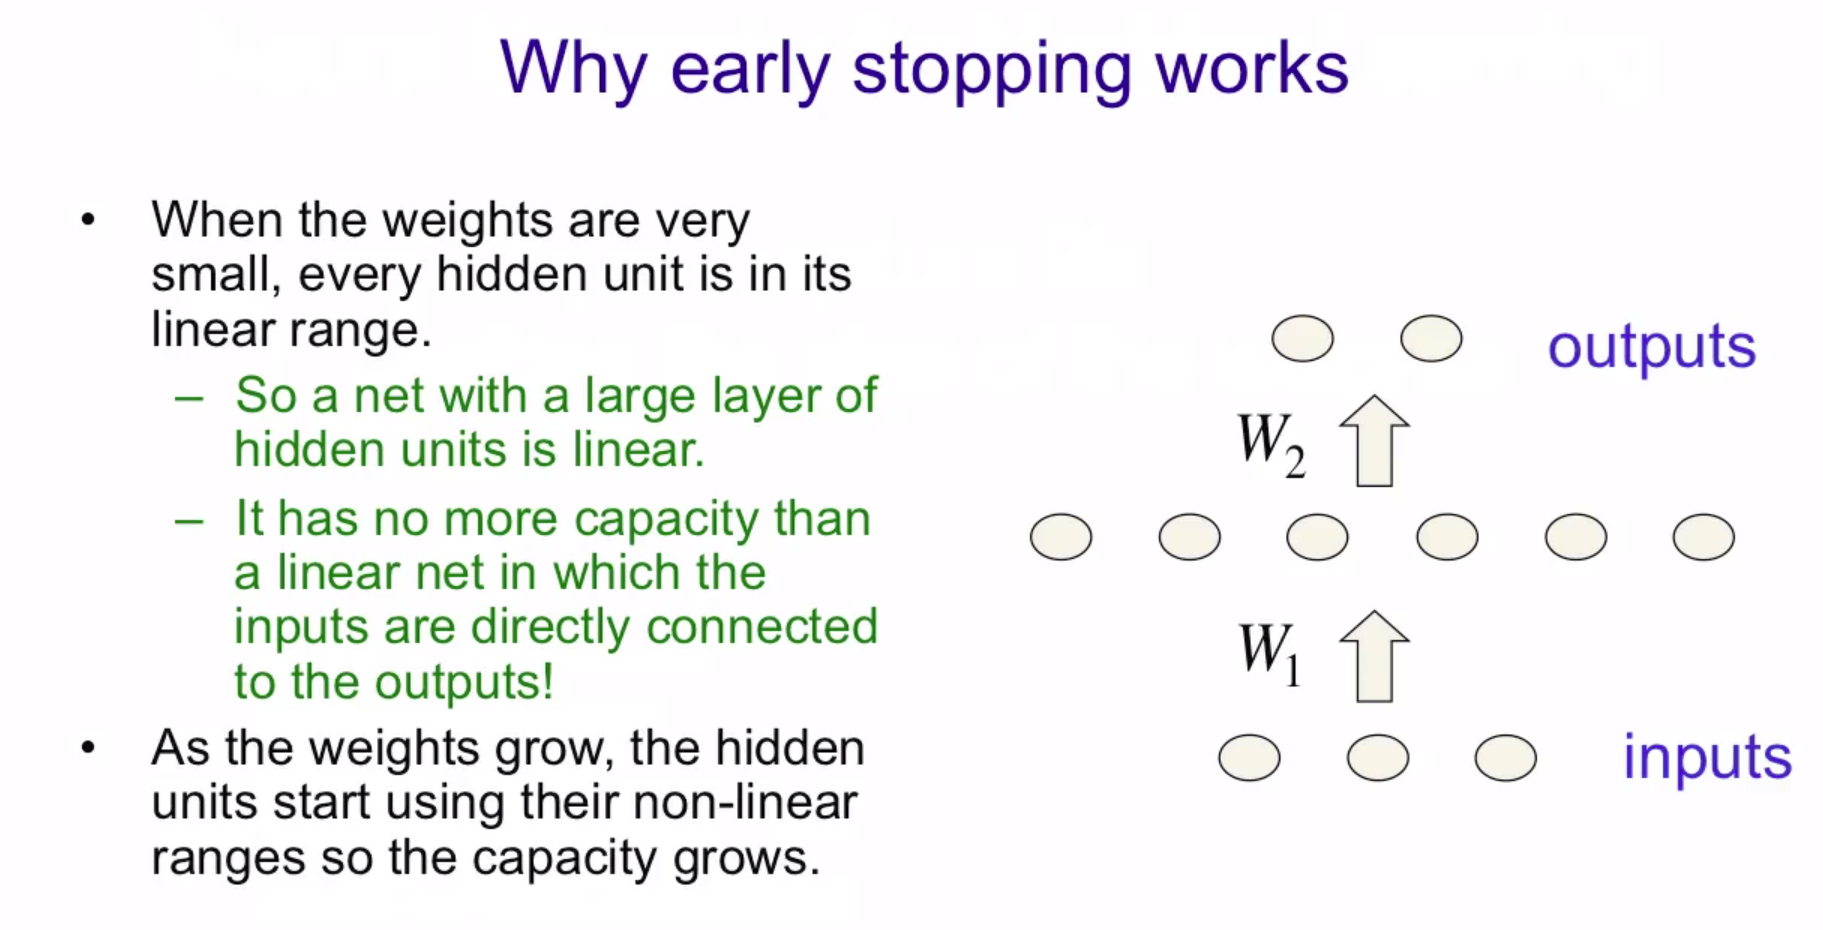 Why early stopping works
• When the weights are very
small, every hidden unit is in its
linear range.
– So a net with a large layer of
hidden units is linear.
– It has no more capacity than
a linear net in which the
inputs are directly connected
to the outputs!
• As the weights grow, the hidden
units start using their non-linear
ranges so the capacity grows.
outputs
W₂
W₁
inputs